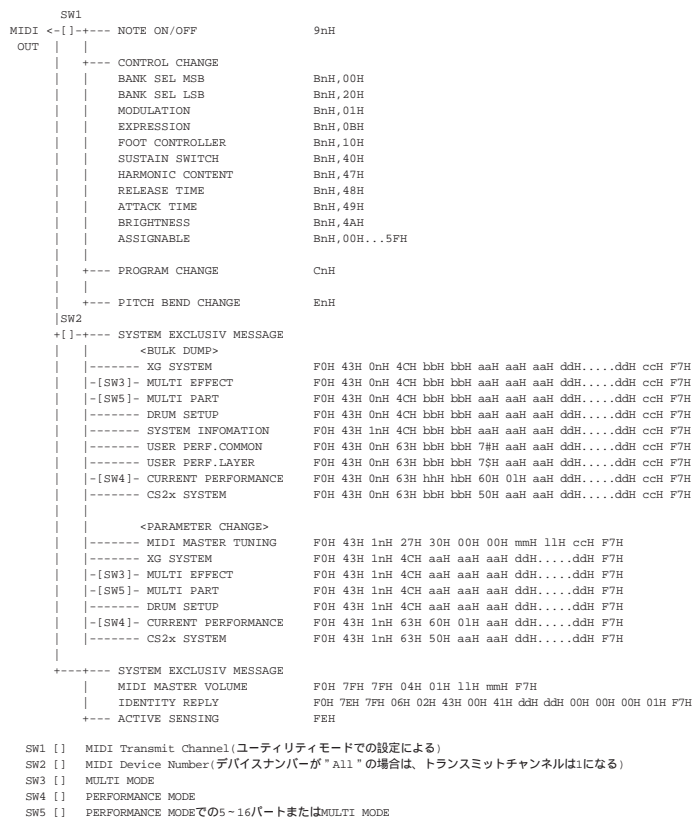 SW1
MIDI <-[]-+--- NOTE ON/OFF 9nH
OUT | |
| +--- CONTROL CHANGE
| | BANK SEL MSB BnH,00H
| | BANK SEL LSB BnH,20H
| | MODULATION BnH,01H
| | EXPRESSION BnH,0BH
| | FOOT CONTROLLER BnH,10H
| | SUSTAIN SWITCH BnH,40H
| | HARMONIC CONTENT BnH,47H
| | RELEASE TIME BnH,48H
| | ATTACK TIME BnH,49H
| | BRIGHTNESS BnH,4AH
| | ASSIGNABLE BnH,00H...5FH
| |
| +--- PROGRAM CHANGE CnH
| |
| +--- PITCH BEND CHANGE EnH
|SW2
+[]-+--- SYSTEM EXCLUSIV MESSAGE
| | <BULK DUMP>
| |------- XG SYSTEM F0H 43H 0nH 4CH bbH bbH aaH aaH aaH ddH.....ddH ccH F7H
| |-[SW3]- MULTI EFFECT F0H 43H 0nH 4CH bbH bbH aaH aaH aaH ddH.....ddH ccH F7H
| |-[SW5]- MULTI PART F0H 43H 0nH 4CH bbH bbH aaH aaH aaH ddH.....ddH ccH F7H
| |------- DRUM SETUP F0H 43H 0nH 4CH bbH bbH aaH aaH aaH ddH.....ddH ccH F7H
| |------- SYSTEM INFOMATION F0H 43H 1nH 4CH bbH bbH aaH aaH aaH ddH.....ddH ccH F7H
| |------- USER PERF.COMMON F0H 43H 0nH 63H bbH bbH 7#H aaH aaH ddH.....ddH ccH F7H
| |------- USER PERF.LAYER F0H 43H 0nH 63H bbH bbH 7$H aaH aaH ddH.....ddH ccH F7H
| |-[SW4]- CURRENT PERFORMANCE F0H 43H 0nH 63H hhH hbH 60H 01H aaH ddH.....ddH ccH F7H
| |------- CS2x SYSTEM F0H 43H 0nH 63H bbH bbH 50H aaH aaH ddH.....ddH ccH F7H
| |
| | <PARAMETER CHANGE>
| |------- MIDI MASTER TUNING F0H 43H 1nH 27H 30H 00H 00H mmH llH ccH F7H
| |------- XG SYSTEM F0H 43H 1nH 4CH aaH aaH aaH ddH.....ddH F7H
| |-[SW3]- MULTI EFFECT F0H 43H 1nH 4CH aaH aaH aaH ddH.....ddH F7H
| |-[SW5]- MULTI PART F0H 43H 1nH 4CH aaH aaH aaH ddH.....ddH F7H
| |------- DRUM SETUP F0H 43H 1nH 4CH aaH aaH aaH ddH.....ddH F7H
| |-[SW4]- CURRENT PERFORMANCE F0H 43H 1nH 63H 60H 01H aaH ddH.....ddH F7H
| |------- CS2x SYSTEM F0H 43H 1nH 63H 50H aaH aaH ddH.....ddH F7H
|
+---+--- SYSTEM EXCLUSIV MESSAGE
| MIDI MASTER VOLUME F0H 7FH 7FH 04H 01H llH mmH F7H
| IDENTITY REPLY F0H 7EH 7FH 06H 02H 43H 00H 41H ddH ddH 00H 00H 00H 01H F7H
+--- ACTIVE SENSING FEH
SW1 [] MIDI Transmit Channel(ユーティリティモードでの設定による)
SW2 [] MIDI Device Number(デバイスナンバーが"All"の場合は、トランスミットチャンネルは1になる)
SW3 [] MULTI MODE
SW4 [] PERFORMANCE MODE
SW5 [] PERFORMANCE MODEでの5~16パートまたはMULTI MODE